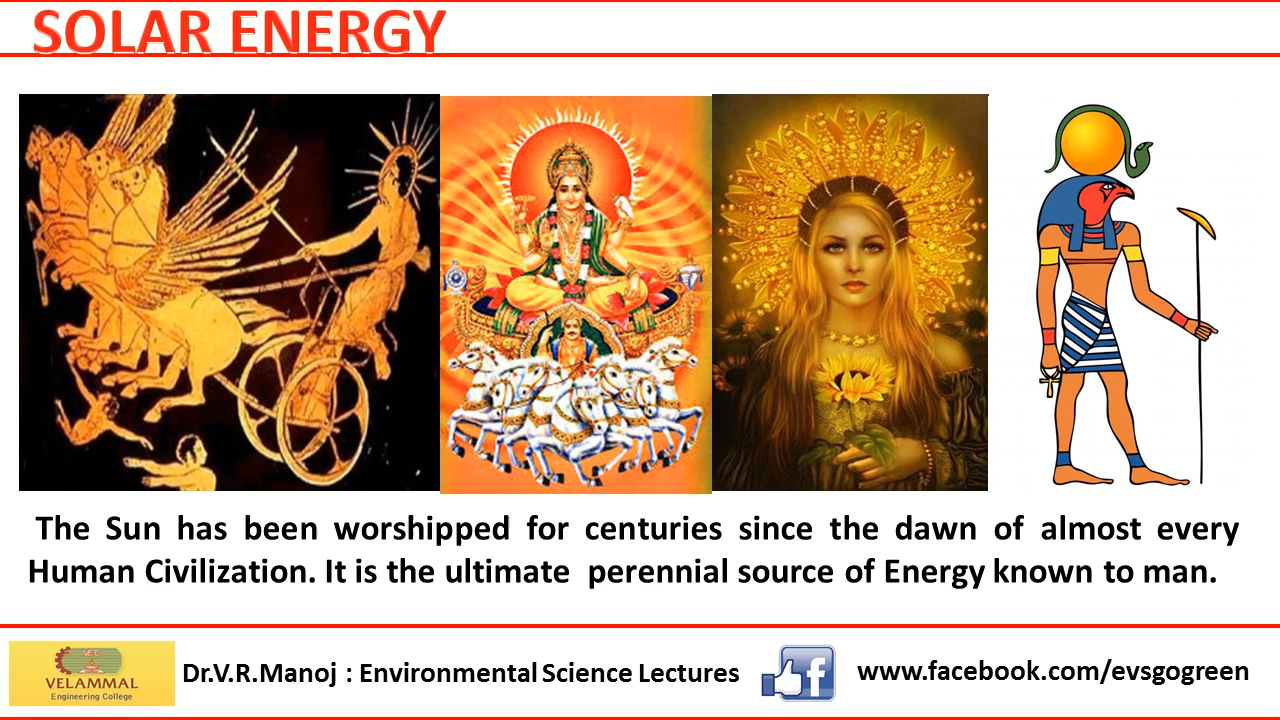 SOLAR ENERGY
The Sun has been worshipped for centuries since the dawn of almost every
Human Civilization. It is the ultimate perennial source of Energy known to man.
VEC
VELAMMAL
Engineering College
Dr.V.R.Manoj : Environmental Science Lectures
f
www.facebook.com/evsgogreen